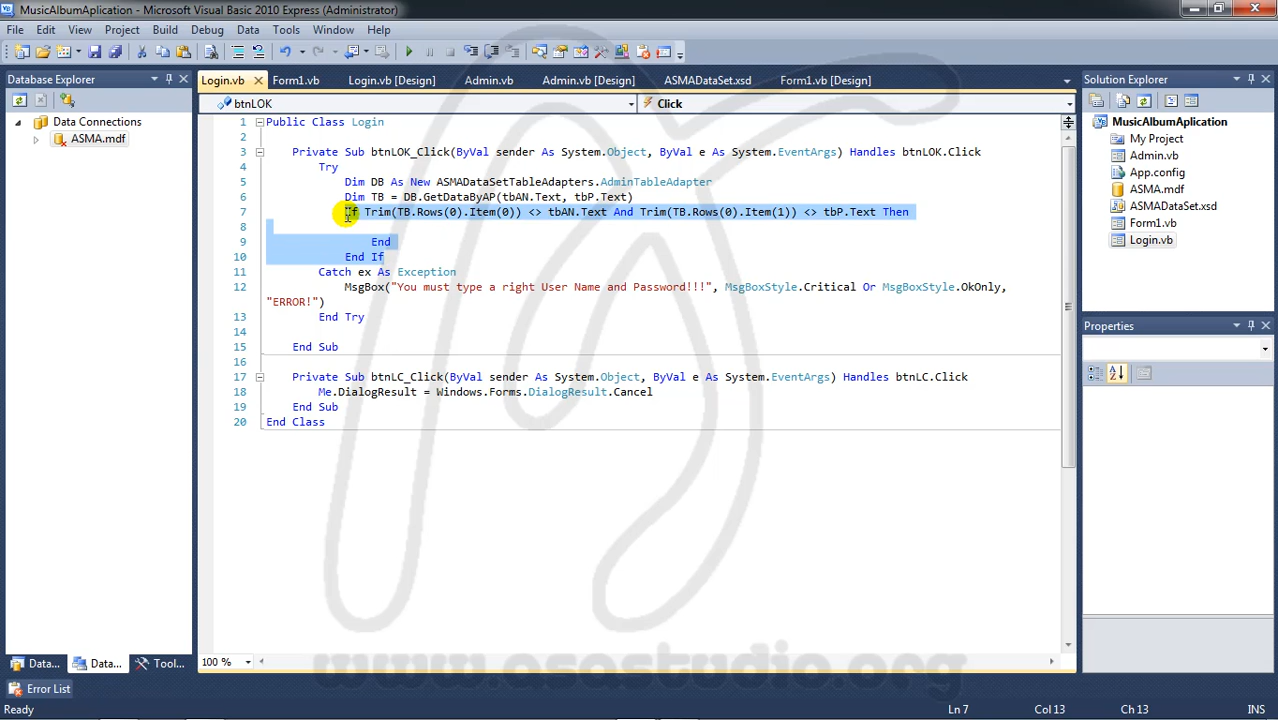 MusicAlbumAplication - Microsoft Visual Basic 2010 Express (Administrator)
File Edit View Project Build Debug Data Tools Window Help
Database Explorer
Data Connections
ASMA.mdf
Login.vb Form1.vb Login.vb [Design] Admin.vb Admin.vb [Design] ASMADataSet.xsd Form1.vb [Design]
btnLOK Click
1 Public Class Login
2
3 Private Sub btnLOK_Click(ByVal sender As System.Object, ByVal e As System.EventArgs) Handles btnLOK.Click
4 Try
5 Dim DB As New ASMADataSetTableAdapters.AdminTableAdapter
6 Dim TB = DB.GetDataByAP(tbAN.Text, tbP.Text)
7 If Trim(TB.Rows(0).Item(0)) <> tbAN.Text And Trim(TB.Rows(0).Item(1)) <> tbP.Text Then
8
9 End
10 End If
11 Catch ex As Exception
12 MsgBox("You must type a right User Name and Password!!!", MsgBoxStyle.Critical Or MsgBoxStyle.OkOnly,
"ERROR!")
13 End Try
14
15 End Sub
16
17 Private Sub btnLC_Click(ByVal sender As System.Object, ByVal e As System.EventArgs) Handles btnLC.Click
18 Me.DialogResult = Windows.Forms.DialogResult.Cancel
19 End Sub
20 End Class
Solution Explorer
MusicAlbumAplication
My Project
Admin.vb
App.config
ASMA.mdf
ASMADataSet.xsd
Form1.vb
Login.vb
Properties
100 %
www.asastudio.org
Data... Data... Tool...
Error List
Ready Ln 7 Col 13 Ch 13 INS